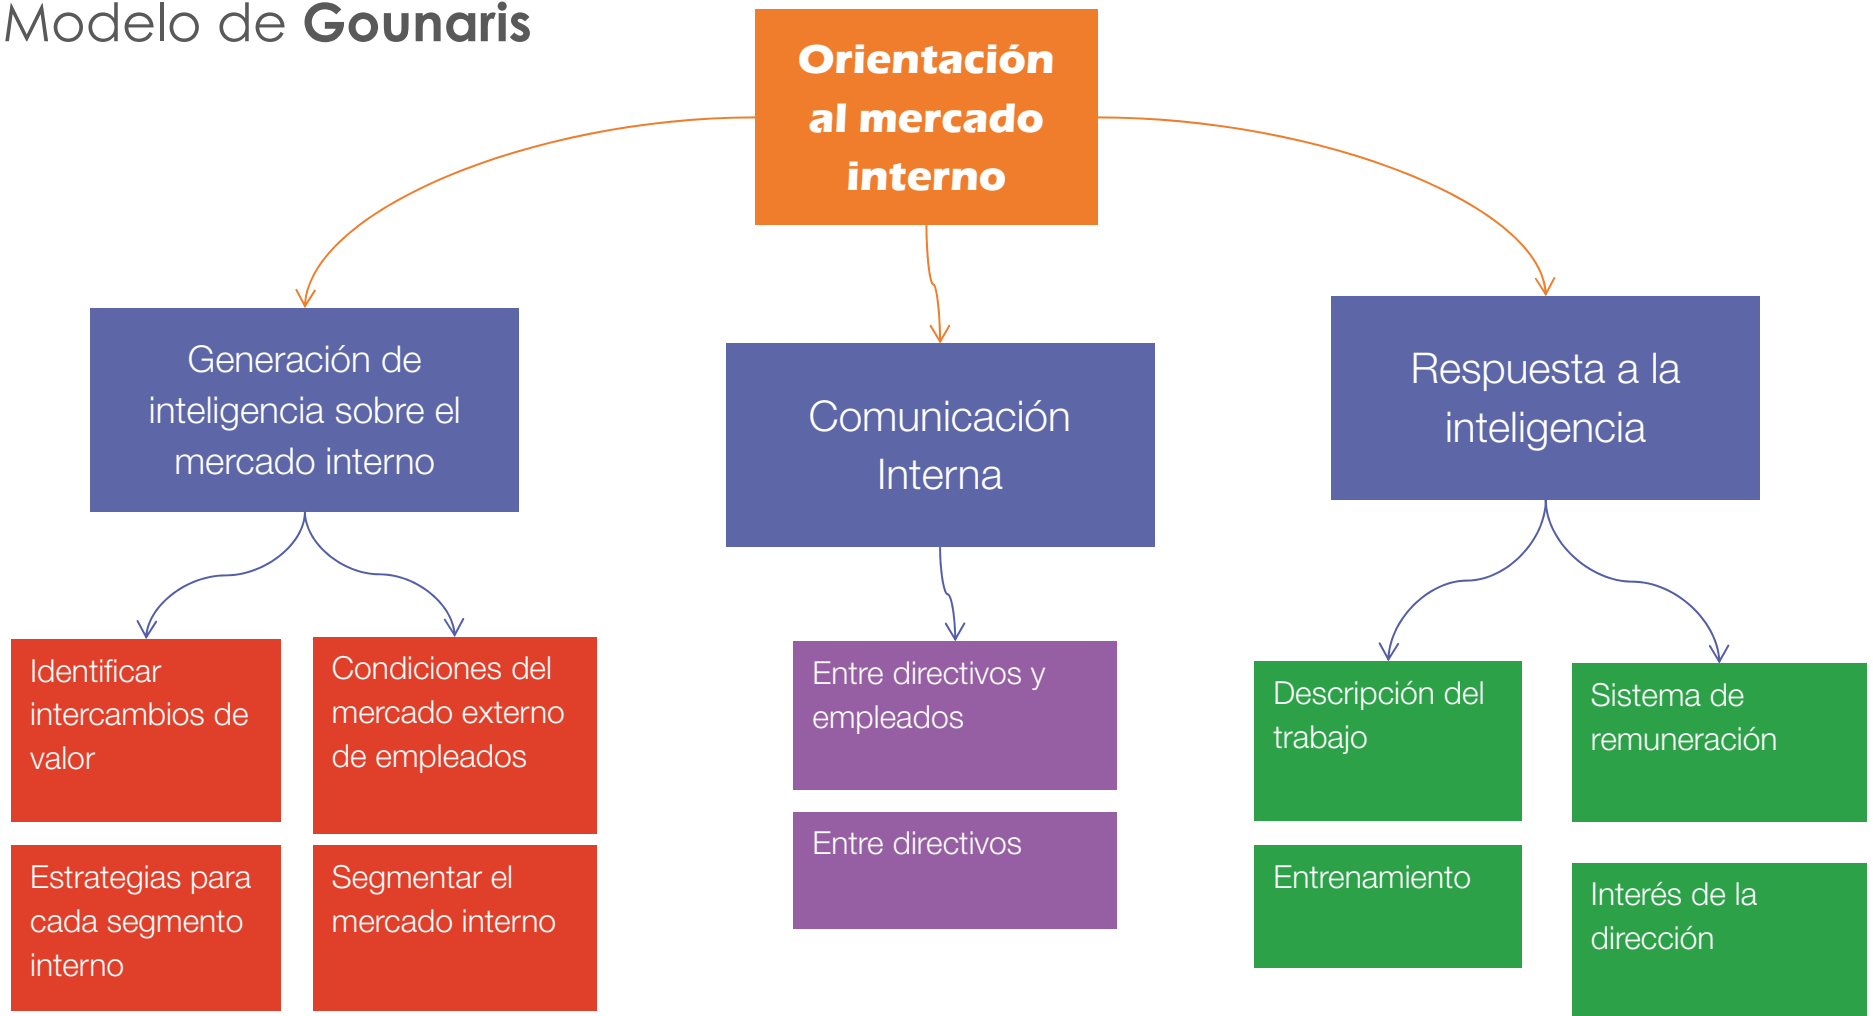 Modelo de Gounaris
Orientación
al mercado
interno
Generación de
inteligencia sobre el
mercado interno
Comunicación
Interna
Respuesta a la
inteligencia
Identificar
intercambios de
valor
Condiciones del
mercado externo
de empleados
Estrategias para
cada segmento
interno
Segmentar el
mercado interno
Entre directivos y
empleados
Entre directivos
Descripción del
trabajo
Sistema de
remuneración
Entrenamiento
Interés de la
dirección